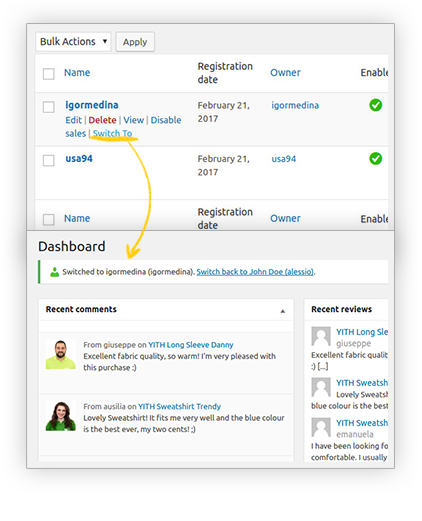 Bulk Actions
Apply
Name
Registration
date
Owner
Enable
igormedina
February 21,
2017
igormedina
Edit | Delete | View | Disable
sales | Switch To
usa94
February 21,
2017
usa94
Name
Registration
date
Owner
Enable
Dashboard
Switched to igormedina (igormedina). Switch back to John Doe (alessio).
Recent comments
From giuseppe on YITH Long Sleeve Danny
Excellent fabric quality, so warm! I'm very pleased with
this purchase :)
From ausilia on YITH Sweatshirt Trendy
Lovely Sweatshirt! It fits me very well and the blue colour
is the best ever, my two cents! ;)
Recent reviews
YITH Long Sle
giuseppe
Excellent fabric quality
:) [...]
YITH Sweatsh
Lovely Sweatshirt
blue colour is the best
YITH Sweatsh
emanuela
I have been looking fo
comfortable. I usually